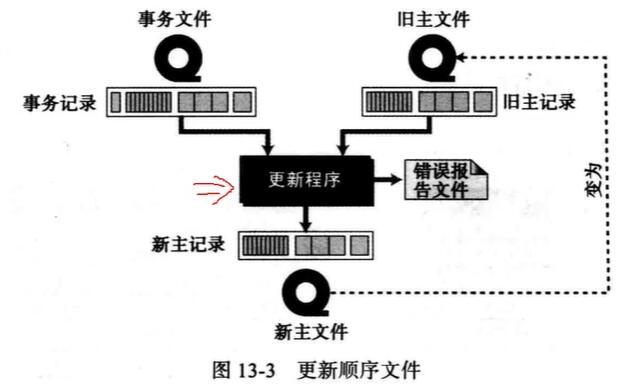 事务文件
旧主文件
事务记录
旧主记录
更新程序
错误报
告文件
变为
新主记录
新主文件
图 13-3 更新顺序文件